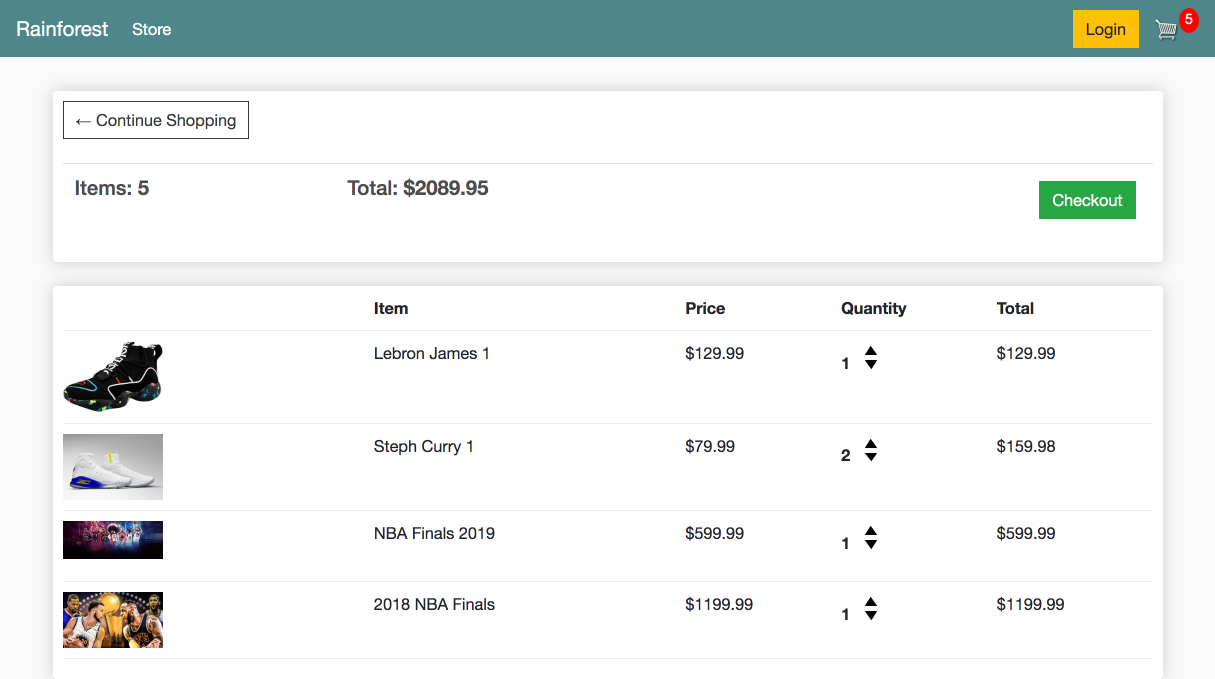 Rainforest Store Login 5
← Continue Shopping
Items: 5 Total: $2089.95 Checkout
Item Price Quantity Total
Lebron James 1 $129.99 1 $129.99
Steph Curry 1 $79.99 2 $159.98
NBA Finals 2019 $599.99 1 $599.99
2018 NBA Finals $1199.99 1 $1199.99